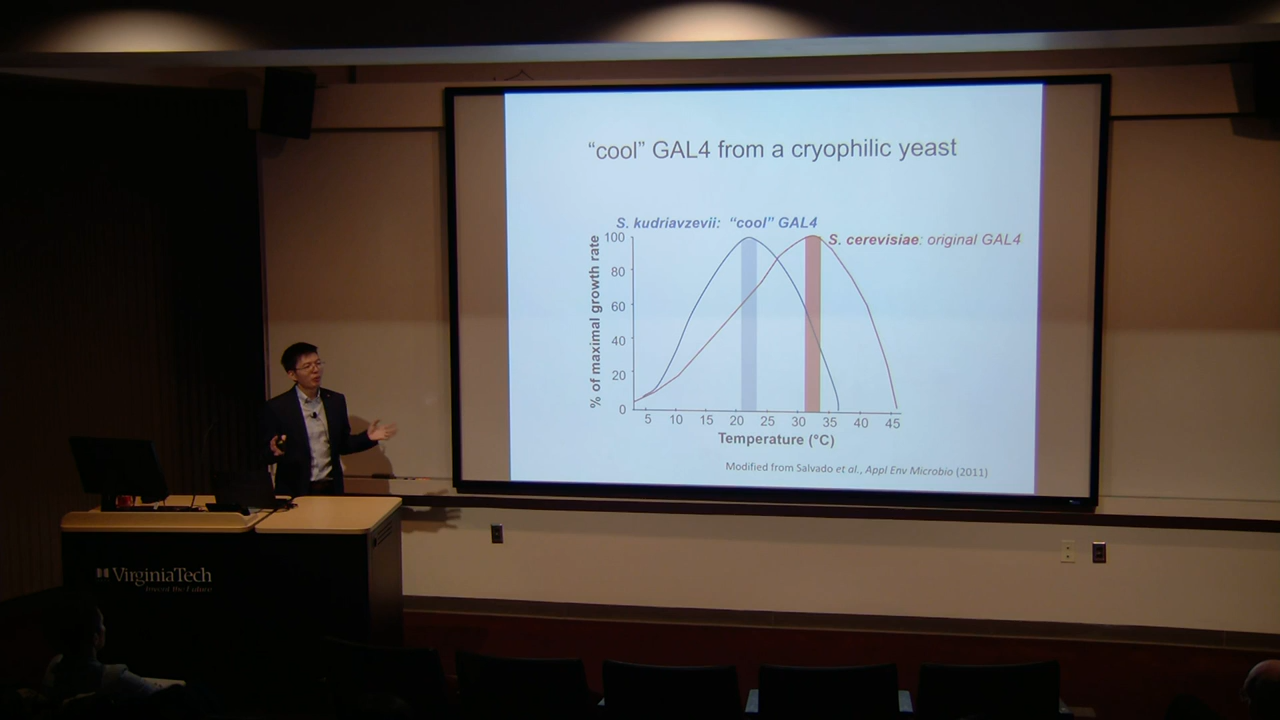 “cool” GAL4 from a cryophilic yeast
S. kudriavzevii: “cool” GAL4
S. cerevisiae: original GAL4
% of maximal growth rate
100
80
60
40
20
0
5 10 15 20 25 30 35 40 45
Temperature (°C)
Modified from Salvado et al., Appl Env Microbio (2011)
VirginiaTech
Invent the Future